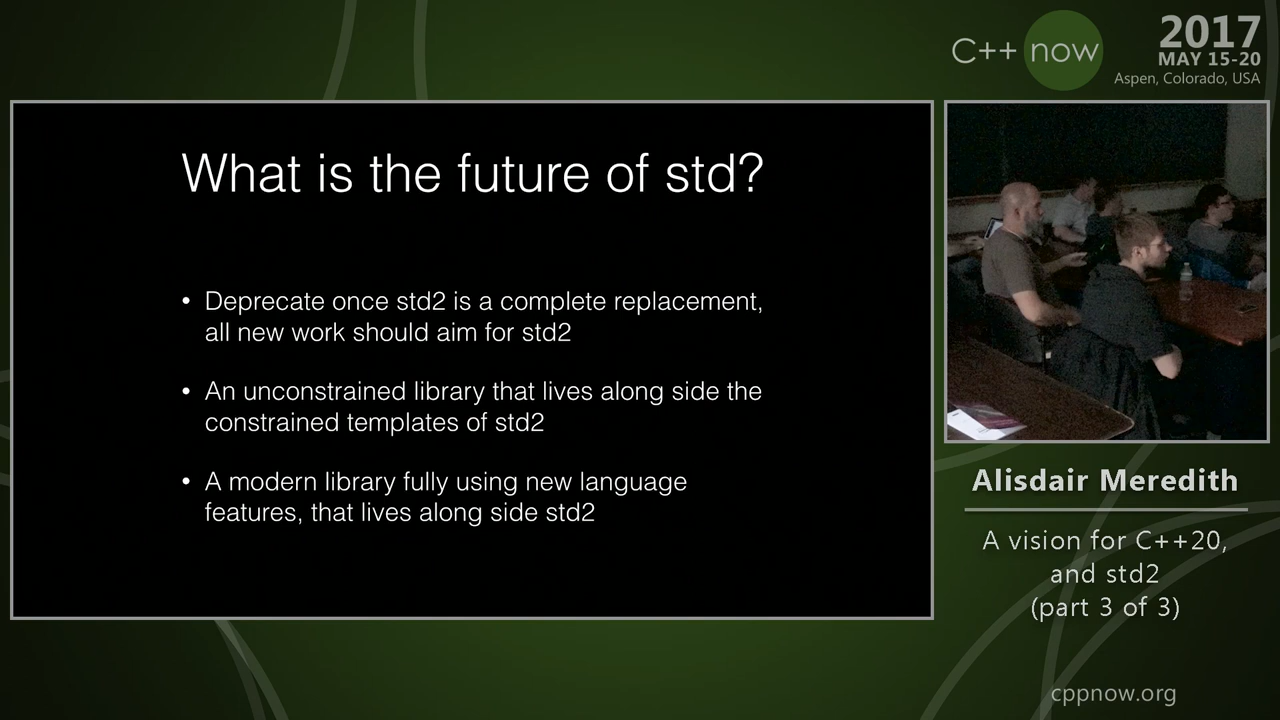 C++ now
2017
MAY 15-20
Aspen, Colorado, USA
What is the future of std?
• Deprecate once std2 is a complete replacement,
all new work should aim for std2
• An unconstrained library that lives along side the
constrained templates of std2
• A modern library fully using new language
features, that lives along side std2
Alisdair Meredith
A vision for C++20,
and std2
(part 3 of 3)
cppnow.org